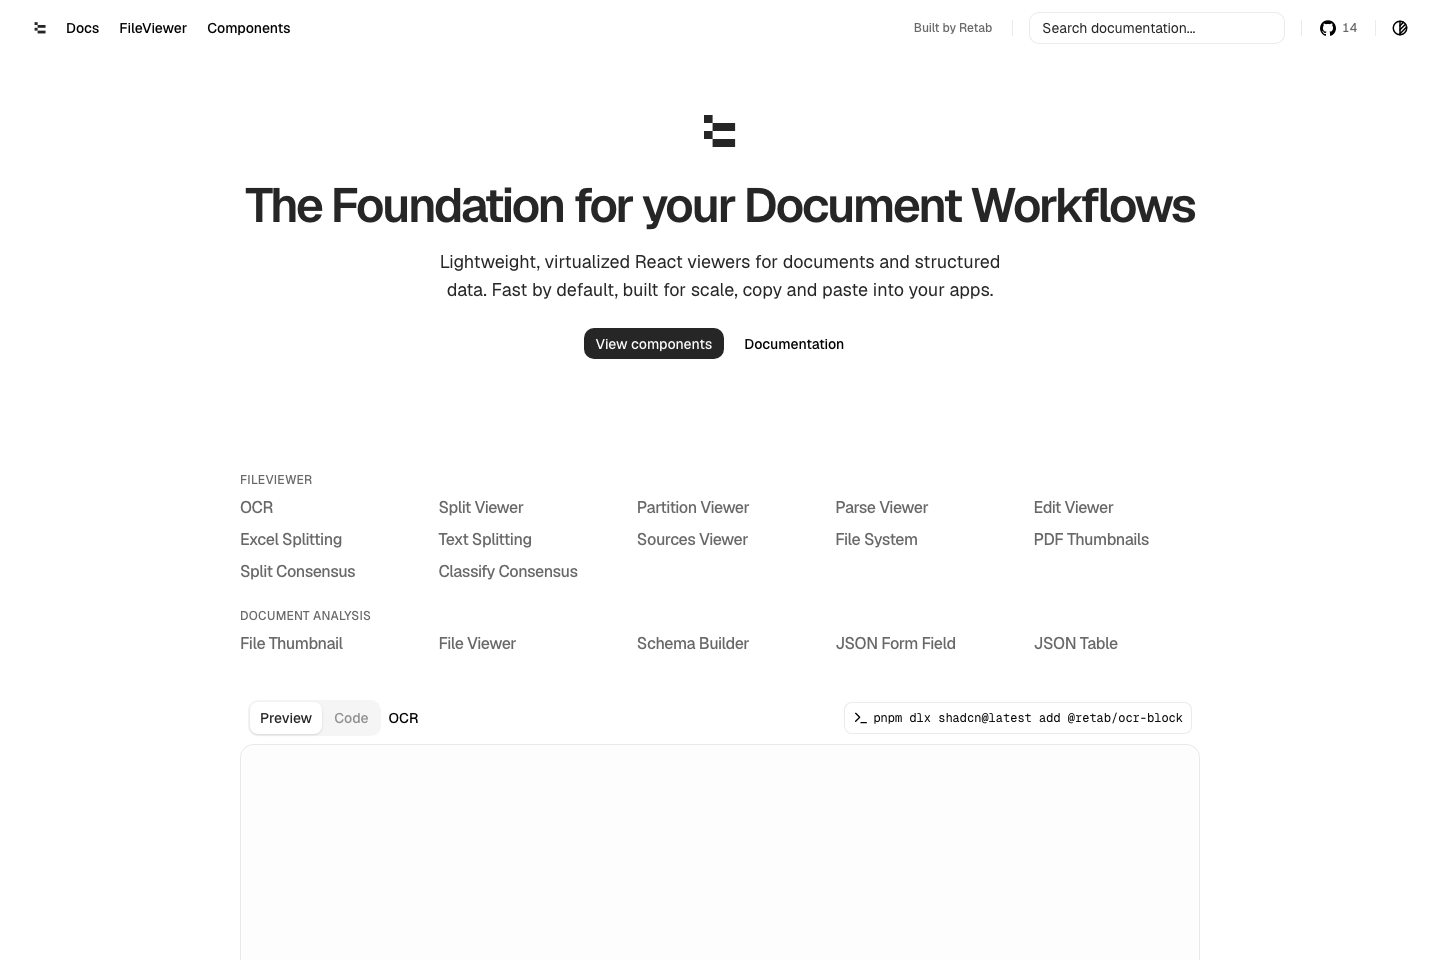 Docs FileViewer Components Built by Retab Search documentation... 14
The Foundation for your Document Workflows
Lightweight, virtualized React viewers for documents and structured
data. Fast by default, built for scale, copy and paste into your apps.
View components Documentation
FILEVIEWER
OCR Split Viewer Partition Viewer Parse Viewer Edit Viewer
Excel Splitting Text Splitting Sources Viewer File System PDF Thumbnails
Split Consensus Classify Consensus
DOCUMENT ANALYSIS
File Thumbnail File Viewer Schema Builder JSON Form Field JSON Table
Preview Code OCR pnpm dlx shadcn@latest add @retab/ocr-block